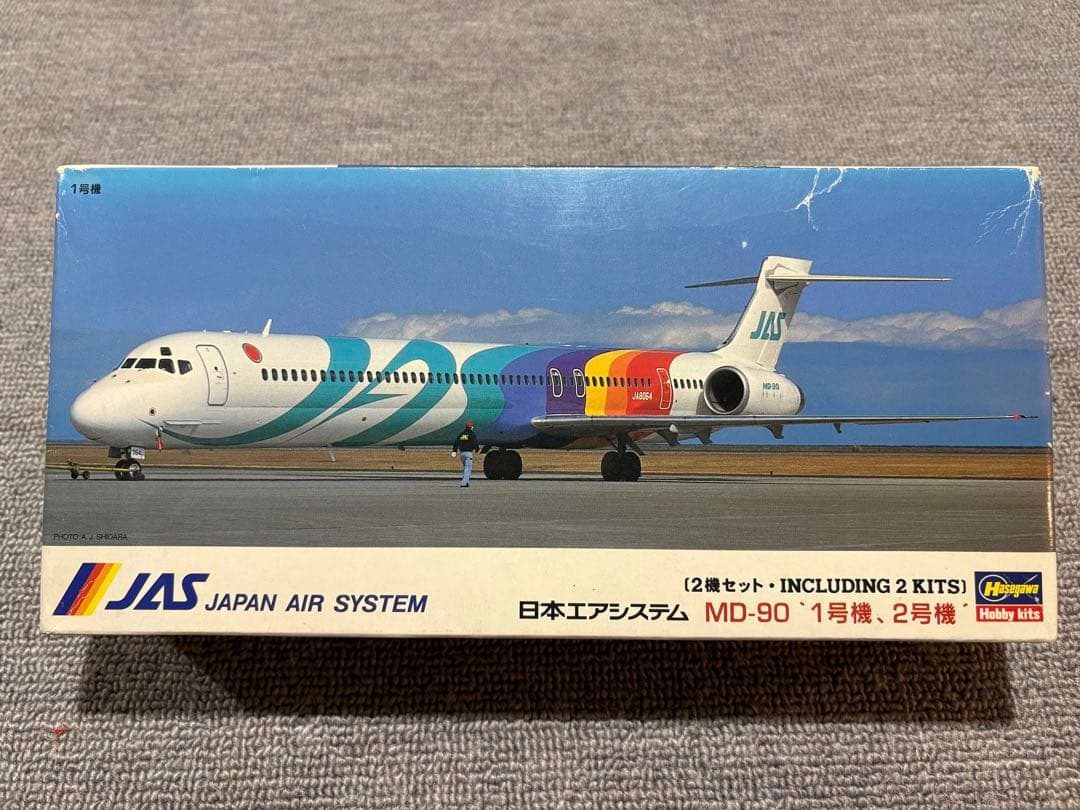 1号機
JAS
JAS
MD-90
JA8064
PHOTO: A. J. SHIDARA
JAS JAPAN AIR SYSTEM
〔2機セット・INCLUDING 2 KITS〕
日本エアシステム MD-90 `1号機、2号機´
Hasegawa
Hobby kits